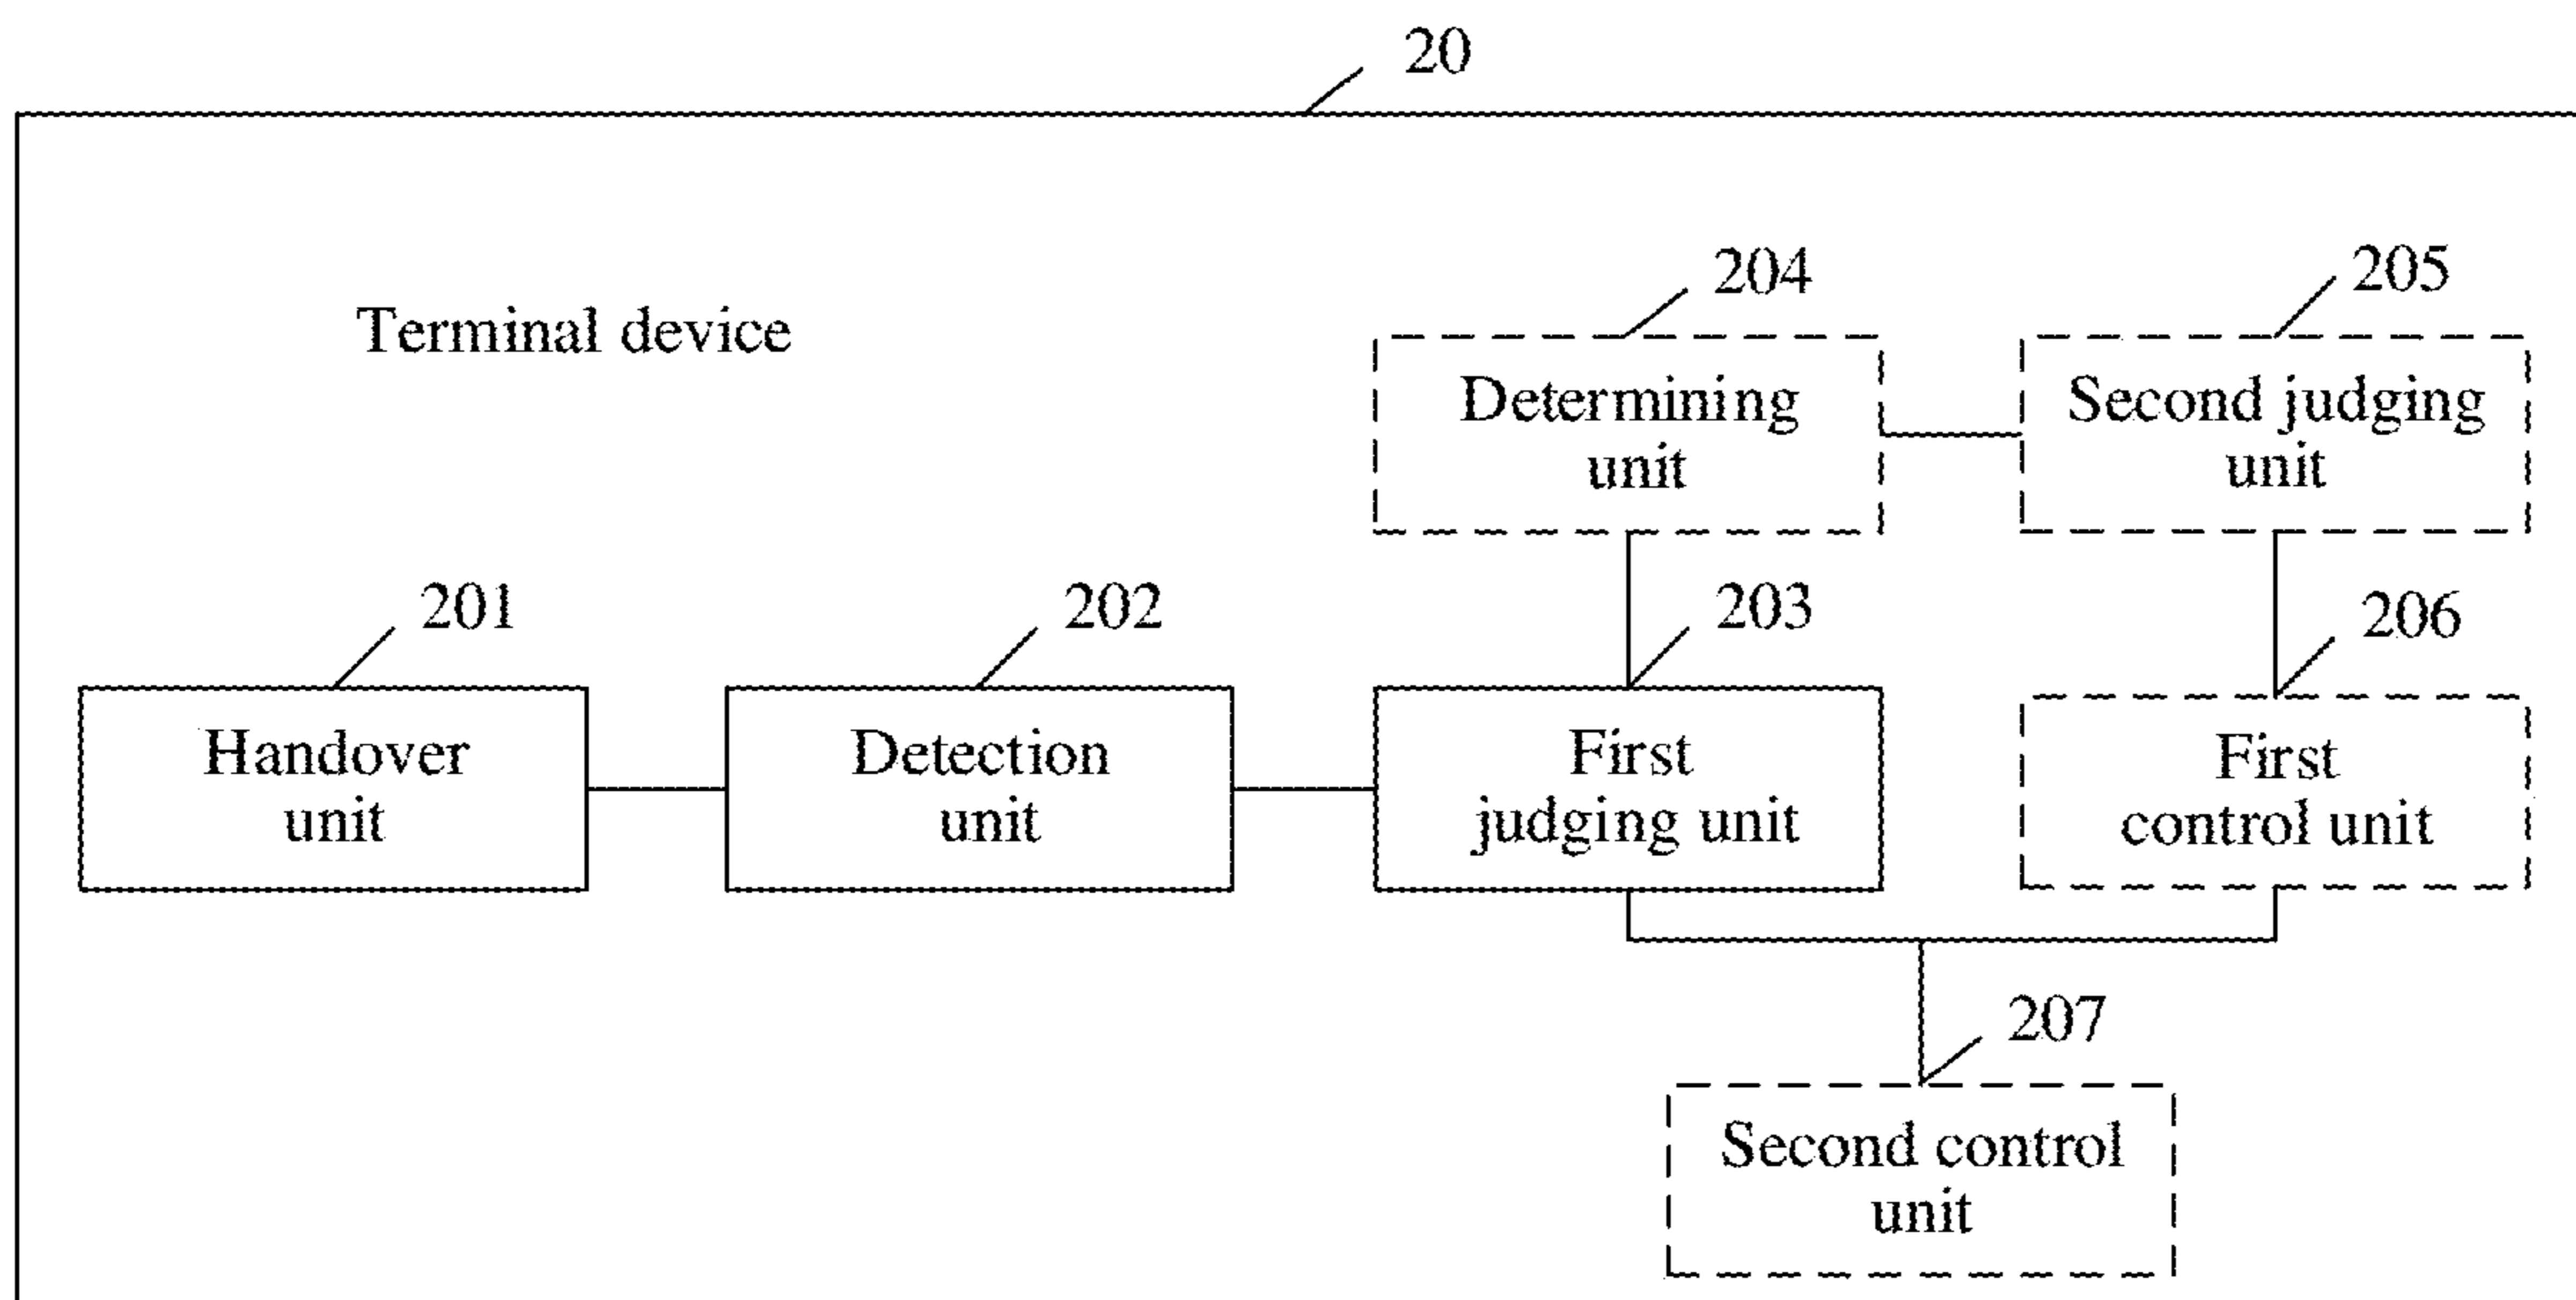 20
Terminal device
204
205
Determining
unit
Second judging
unit
201
202
203
206
Handover
unit
Detection
unit
First
judging unit
First
control unit
207
Second control
unit